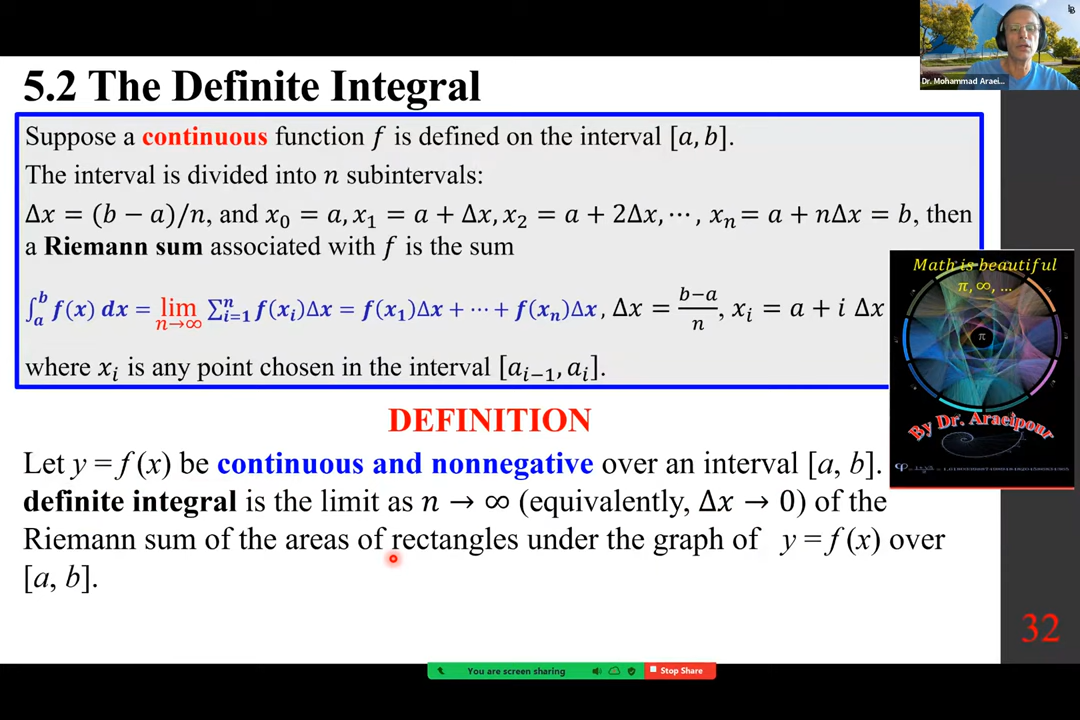 Dr. Mohammad Araei...
5.2 The Definite Integral
Suppose a continuous function f is defined on the interval [a, b].
The interval is divided into n subintervals:
Δx = (b − a)/n, and x₀ = a, x₁ = a + Δx, x₂ = a + 2Δx, ⋯, xₙ = a + nΔx = b, then
a Riemann sum associated with f is the sum
∫ₐᵇ f(x) dx = lim n→∞ ∑ⁿᵢ₌₁ f(xᵢ)Δx = f(x₁)Δx + ⋯ + f(xₙ)Δx, Δx = b−a/n, xᵢ = a + i Δx
where xᵢ is any point chosen in the interval [aᵢ₋₁, aᵢ].
Math is beautiful
π, ∞, ...
π
By Dr. Araeipour
DEFINITION
Let y = f (x) be continuous and nonnegative over an interval [a, b].
definite integral is the limit as n → ∞ (equivalently, Δx → 0) of the
Riemann sum of the areas of rectangles under the graph of y = f (x) over
[a, b].
32
You are screen sharing
Stop Share